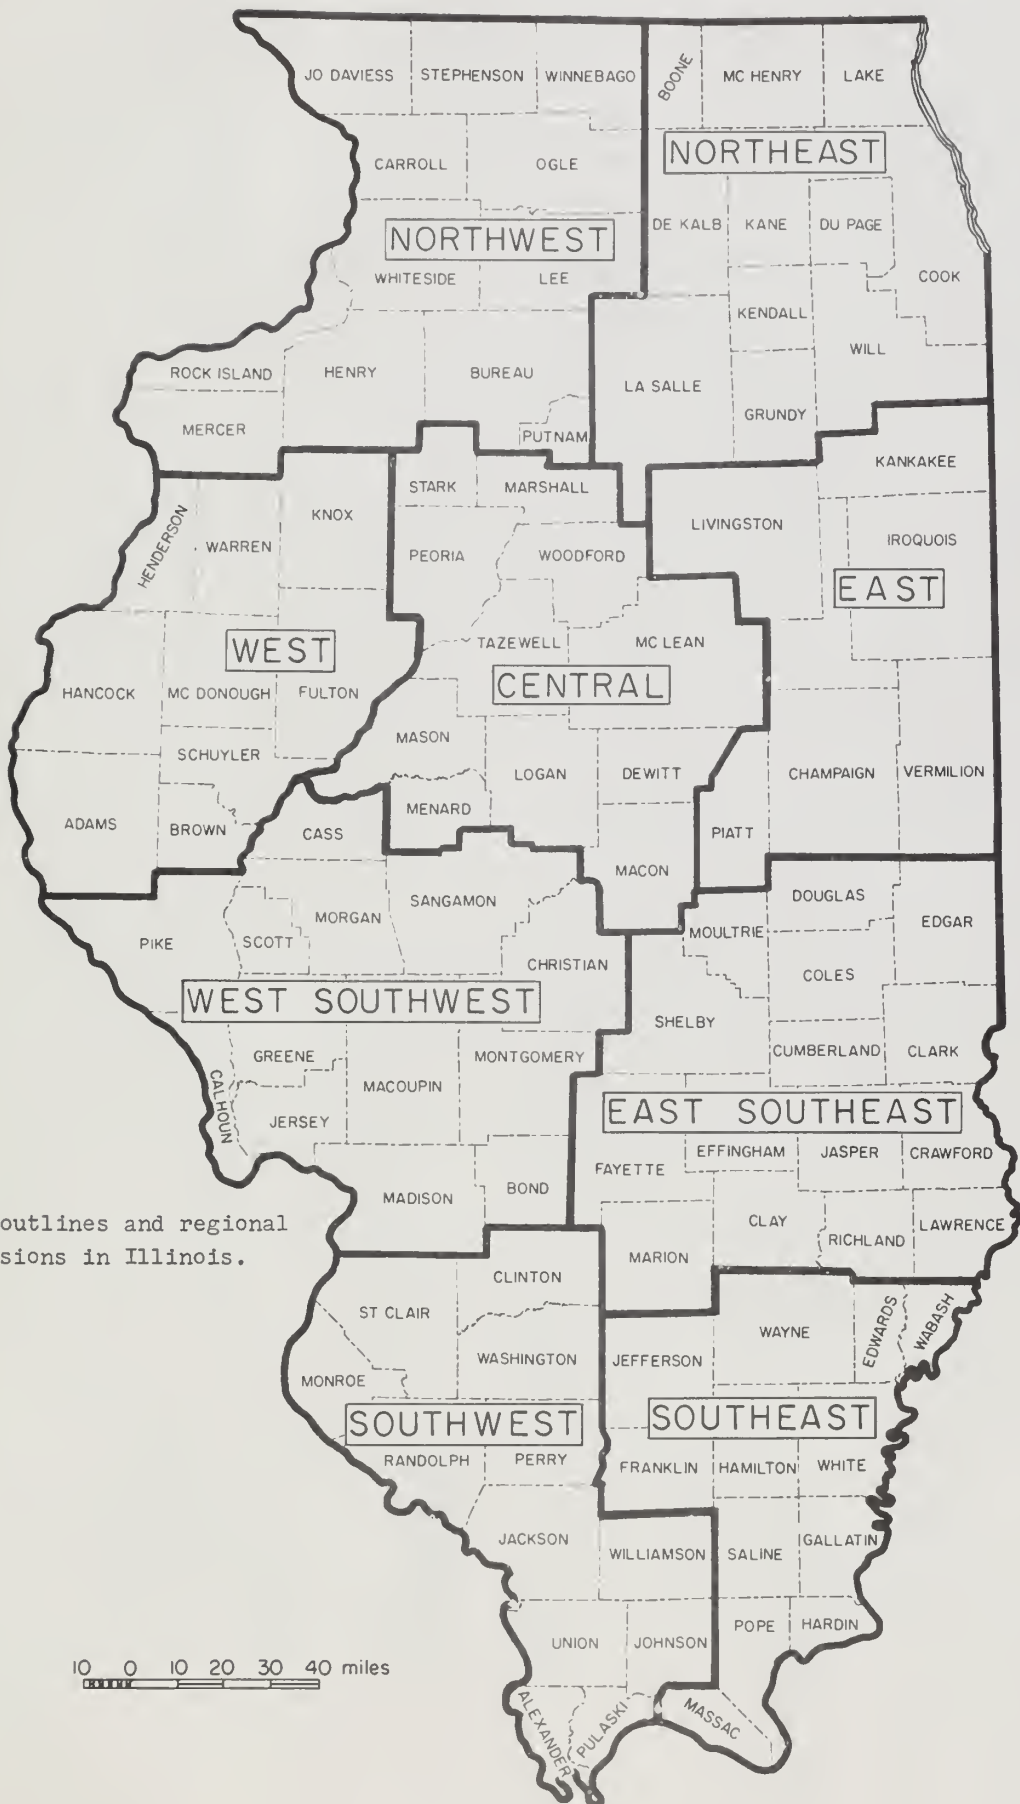 JO DAVIESS STEPHENSON WINNEBAGO BOONE MC HENRY LAKE
NORTHEAST
CARROLL OGLE
DE KALB KANE DU PAGE
NORTHWEST
WHITESIDE LEE COOK
KENDALL
WILL
ROCK ISLAND HENRY BUREAU LA SALLE
GRUNDY
MERCER PUTNAM
KANKAKEE
STARK MARSHALL
KNOX LIVINGSTON
HENDERSON WARREN PEORIA WOODFORD IROQUOIS
EAST
WEST TAZEWELL MC LEAN
CENTRAL
HANCOCK MC DONOUGH FULTON
MASON
SCHUYLER LOGAN DEWITT CHAMPAIGN VERMILION
MENARD
ADAMS BROWN CASS PIATT
MACON
DOUGLAS
SANGAMON
MORGAN EDGAR
PIKE SCOTT MOULTRIE
CHRISTIAN COLES
WEST SOUTHWEST
SHELBY
GREENE MONTGOMERY CUMBERLAND CLARK
MACOUPIN
CALHOUN JERSEY
EAST SOUTHEAST
EFFINGHAM JASPER CRAWFORD
FAYETTE
MADISON BOND
CLAY RICHLAND LAWRENCE
outlines and regional
sions in Illinois.
MARION
CLINTON
ST CLAIR WAYNE EDWARDS WABASH
WASHINGTON JEFFERSON
MONROE
SOUTHWEST SOUTHEAST
RANDOLPH PERRY FRANKLIN HAMILTON WHITE
JACKSON WILLIAMSON SALINE GALLATIN
UNION JOHNSON POPE HARDIN
10 0 10 20 30 40 miles
ALEXANDER PULASKI MASSAC